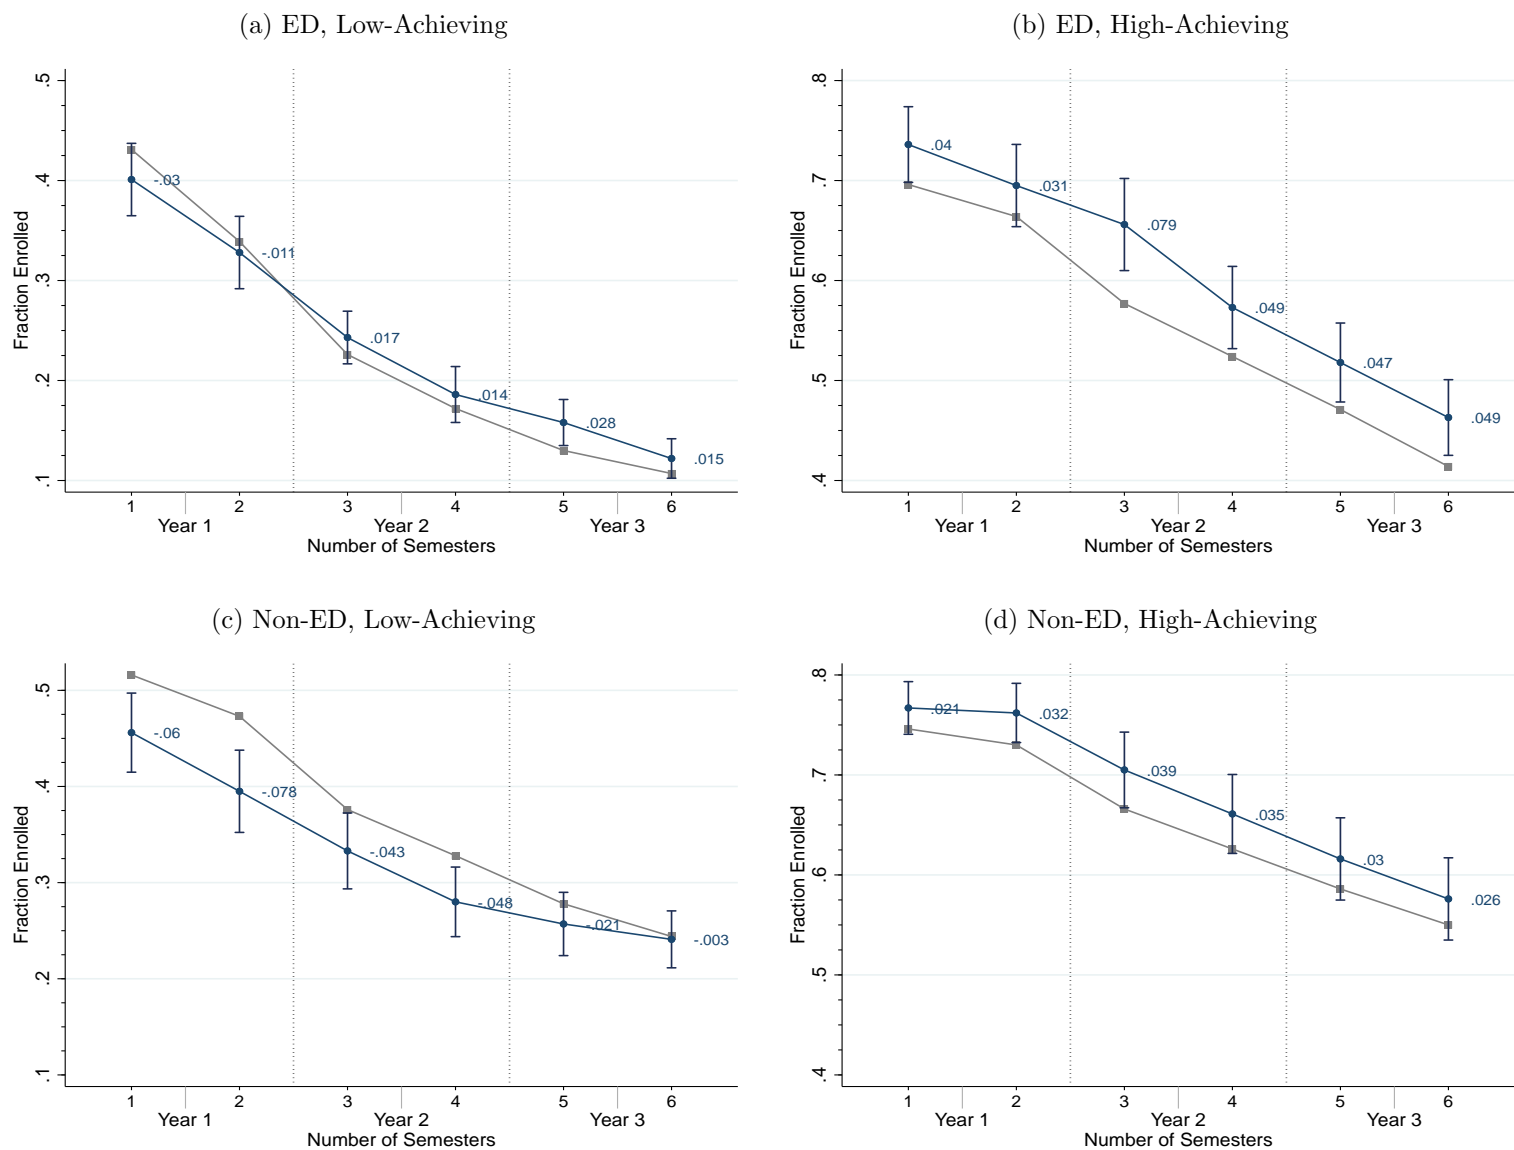 (a) ED, Low-Achieving
.5
.4
.3
.2
.1
Fraction Enrolled
-.03
-.011
.017
.014
.028
.015
1 2 3 4 5 6
Year 1 Year 2 Year 3
Number of Semesters
(b) ED, High-Achieving
.8
.7
.6
.5
.4
Fraction Enrolled
.04
.031
.079
.049
.047
.049
1 2 3 4 5 6
Year 1 Year 2 Year 3
Number of Semesters
(c) Non-ED, Low-Achieving
.5
.4
.3
.2
.1
Fraction Enrolled
-.06
-.078
-.043
-.048
-.021
-.003
1 2 3 4 5 6
Year 1 Year 2 Year 3
Number of Semesters
(d) Non-ED, High-Achieving
.8
.7
.6
.5
.4
Fraction Enrolled
.021
.032
.039
.035
.03
.026
1 2 3 4 5 6
Year 1 Year 2 Year 3
Number of Semesters